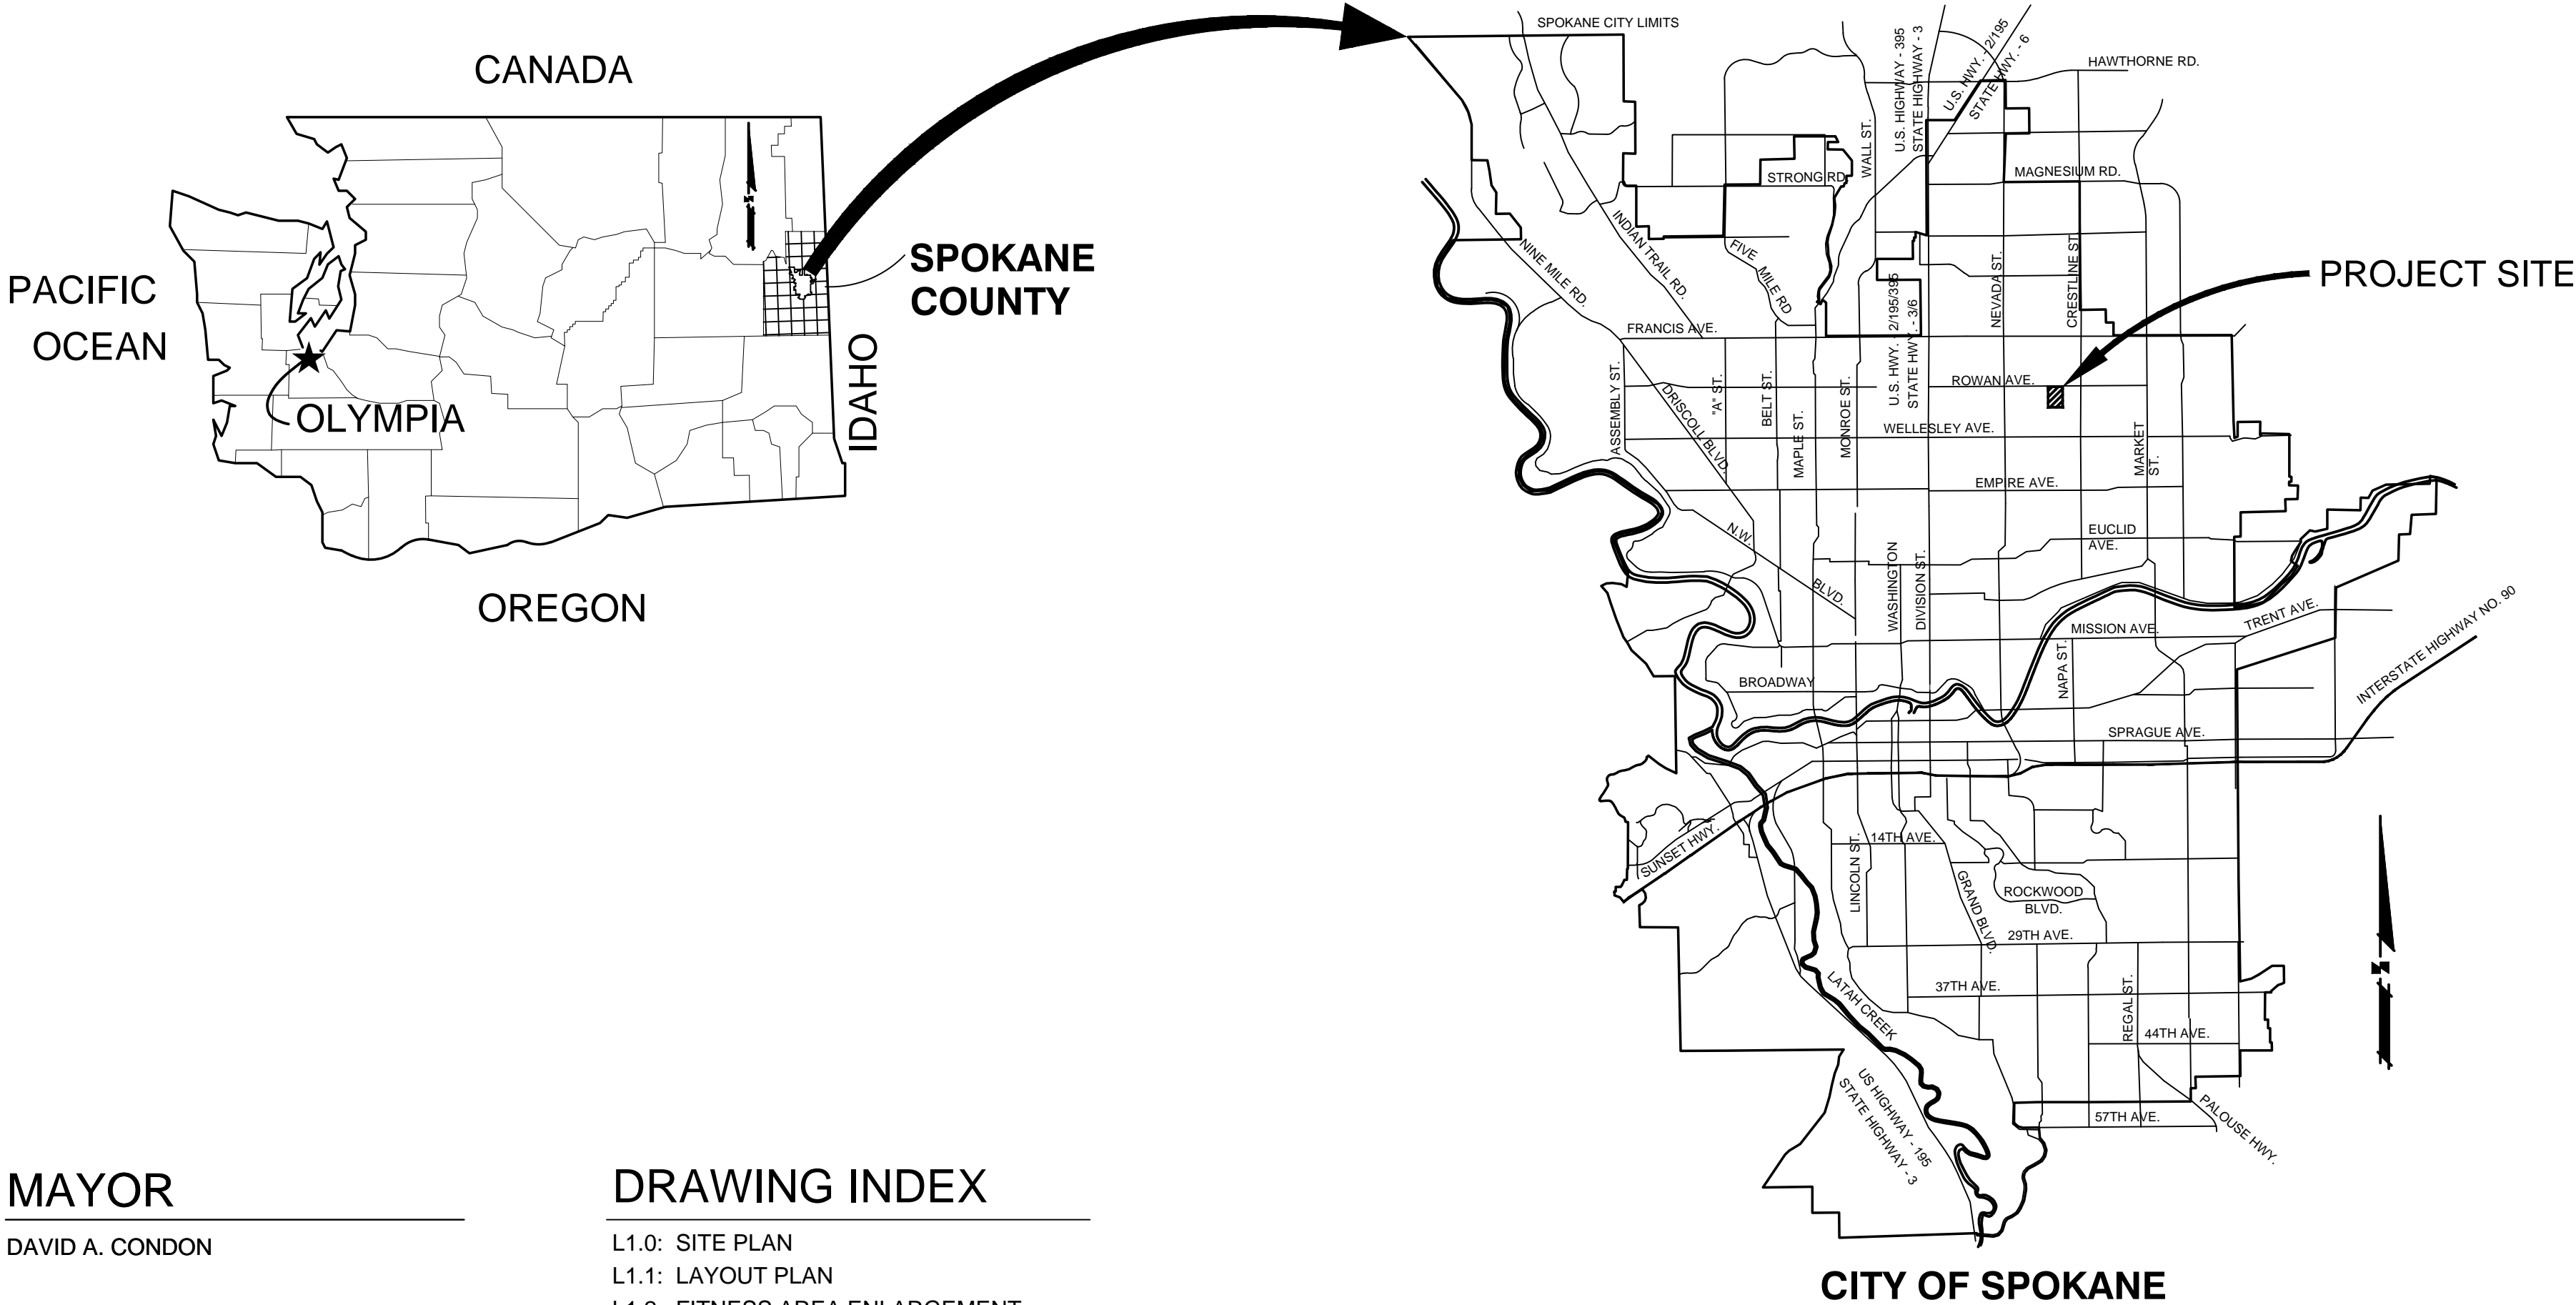 CANADA
PACIFIC
OCEAN
OLYMPIA
SPOKANE
COUNTY
IDAHO
OREGON
SPOKANE CITY LIMITS
U.S. HIGHWAY - 395
STATE HIGHWAY - 3
U.S. HWY. - 2/195
STATE HWY. - 6
HAWTHORNE RD.
WALL ST.
STRONG RD
MAGNESIUM RD.
INDIAN TRAIL RD.
NINE MILE RD.
FIVE MILE RD
NEVADA ST.
CRESTLINE ST.
PROJECT SITE
U.S. HWY. - 2/195/395
STATE HWY. - 3/6
FRANCIS AVE.
ROWAN AVE.
ASSEMBLY ST.
DRISCOLL BLVD.
"A" ST.
BELT ST.
MAPLE ST.
MONROE ST.
WELLESLEY AVE.
MARKET
ST.
EMPIRE AVE.
N.W.
BLVD.
EUCLID
AVE.
WASHINGTON
DIVISION ST.
MISSION AVE.
TRENT AVE.
INTERSTATE HIGHWAY NO. 90
NAPA ST.
BROADWAY
SPRAGUE AVE.
SUNSET HWY.
LINCOLN ST.
14TH AVE.
GRAND BLVD.
ROCKWOOD
BLVD.
29TH AVE.
37TH AVE.
LATAH CREEK
REGAL ST.
44TH AVE.
US HIGHWAY - 195
STATE HIGHWAY - 3
57TH AVE.
PALOUSE HWY.
CITY OF SPOKANE
MAYOR
DAVID A. CONDON
DRAWING INDEX
L1.0: SITE PLAN
L1.1: LAYOUT PLAN
L1.2: FITNESS AREA ENLARGEMENT